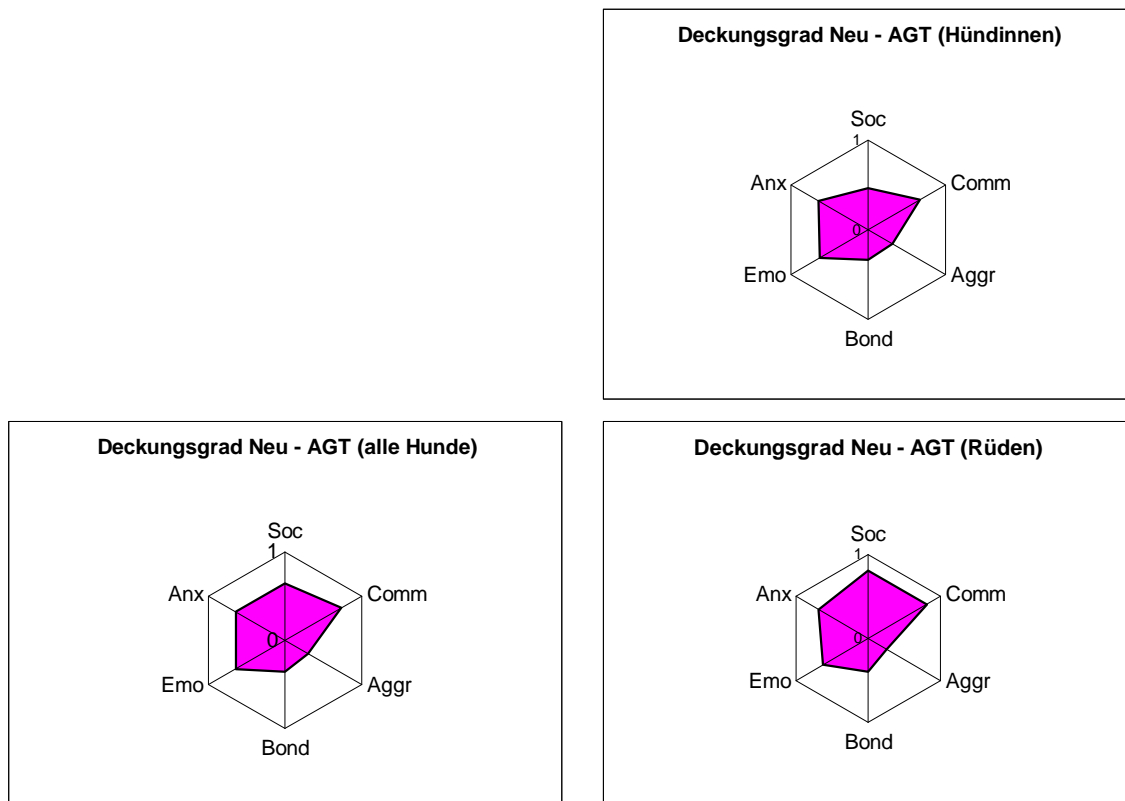 Deckungsgrad Neu - AGT (Hündinnen)
Soc
1
Anx
Comm
0
Emo
Aggr
Bond
Deckungsgrad Neu - AGT (alle Hunde)
Soc
1
Anx
Comm
0
Emo
Aggr
Bond
Deckungsgrad Neu - AGT (Rüden)
Soc
1
Anx
Comm
0
Emo
Aggr
Bond